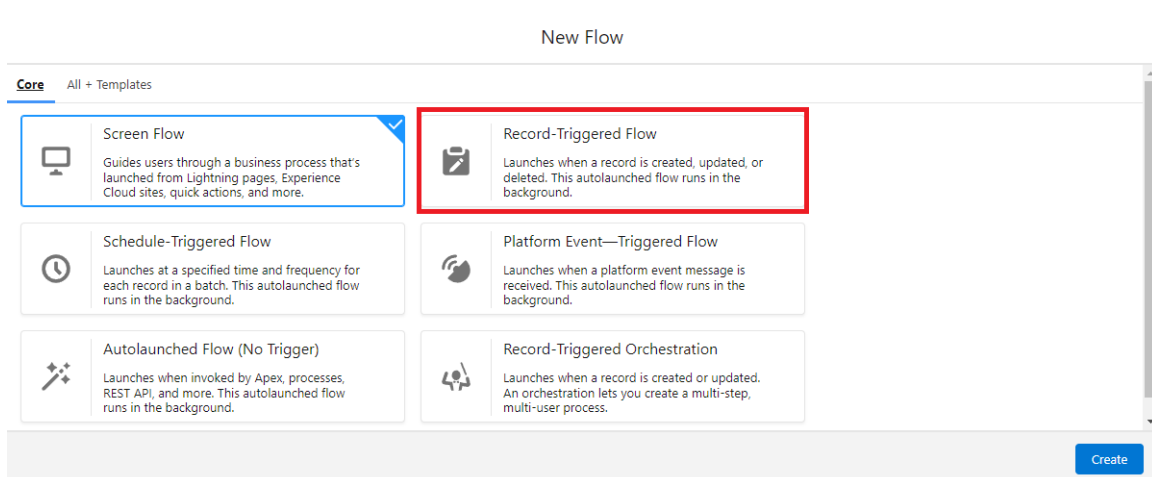 New Flow
Core
All + Templates
Screen Flow
Guides users through a business process that's
launched from Lightning pages, Experience
Cloud sites, quick actions, and more.
Record-Triggered Flow
Launches when a record is created, updated, or
deleted. This autolaunched flow runs in the
background.
Schedule-Triggered Flow
Launches at a specified time and frequency for
each record in a batch. This autolaunched flow
runs in the background.
Platform Event—Triggered Flow
Launches when a platform event message is
received. This autolaunched flow runs in the
background.
Autolaunched Flow (No Trigger)
Launches when invoked by Apex, processes,
REST API, and more. This autolaunched flow
runs in the background.
Record-Triggered Orchestration
Launches when a record is created or updated.
An orchestration lets you create a multi-step,
multi-user process.
Create